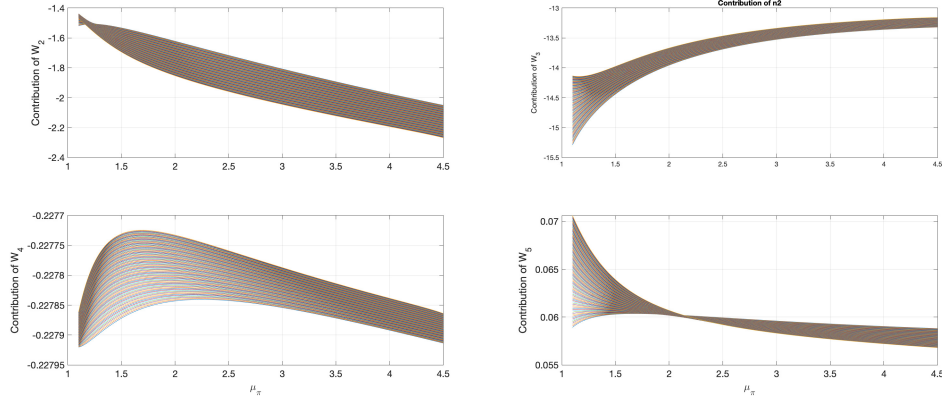 -1.4
-1.6
-1.8
-2
-2.2
-2.4
Contribution of W2
1 1.5 2 2.5 3 3.5 4 4.5
μπ
Contribution of n2
-13
-13.5
-14
-14.5
-15
-15.5
Contribution of W3
1 1.5 2 2.5 3 3.5 4 4.5
-0.2277
-0.22775
-0.2278
-0.22785
-0.2279
-0.22795
Contribution of W4
1 1.5 2 2.5 3 3.5 4 4.5
μπ
0.07
0.065
0.06
0.055
Contribution of W5
1 1.5 2 2.5 3 3.5 4 4.5
μπ